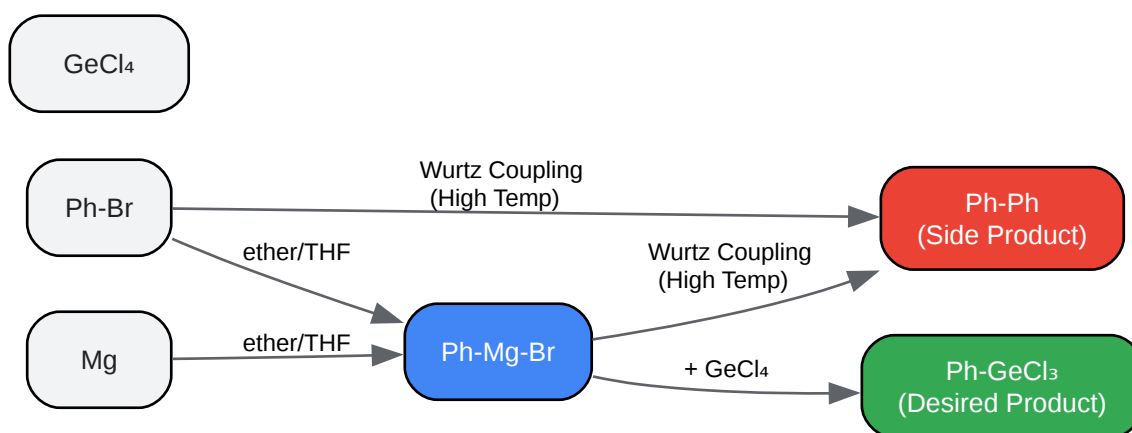 GeCl₄
Wurtz Coupling
(High Temp)
Ph-Br
Ph-Ph
(Side Product)
ether/THF
Wurtz Coupling
(High Temp)
Mg
ether/THF
Ph-Mg-Br
+ GeCl₄
Ph-GeCl₃
(Desired Product)